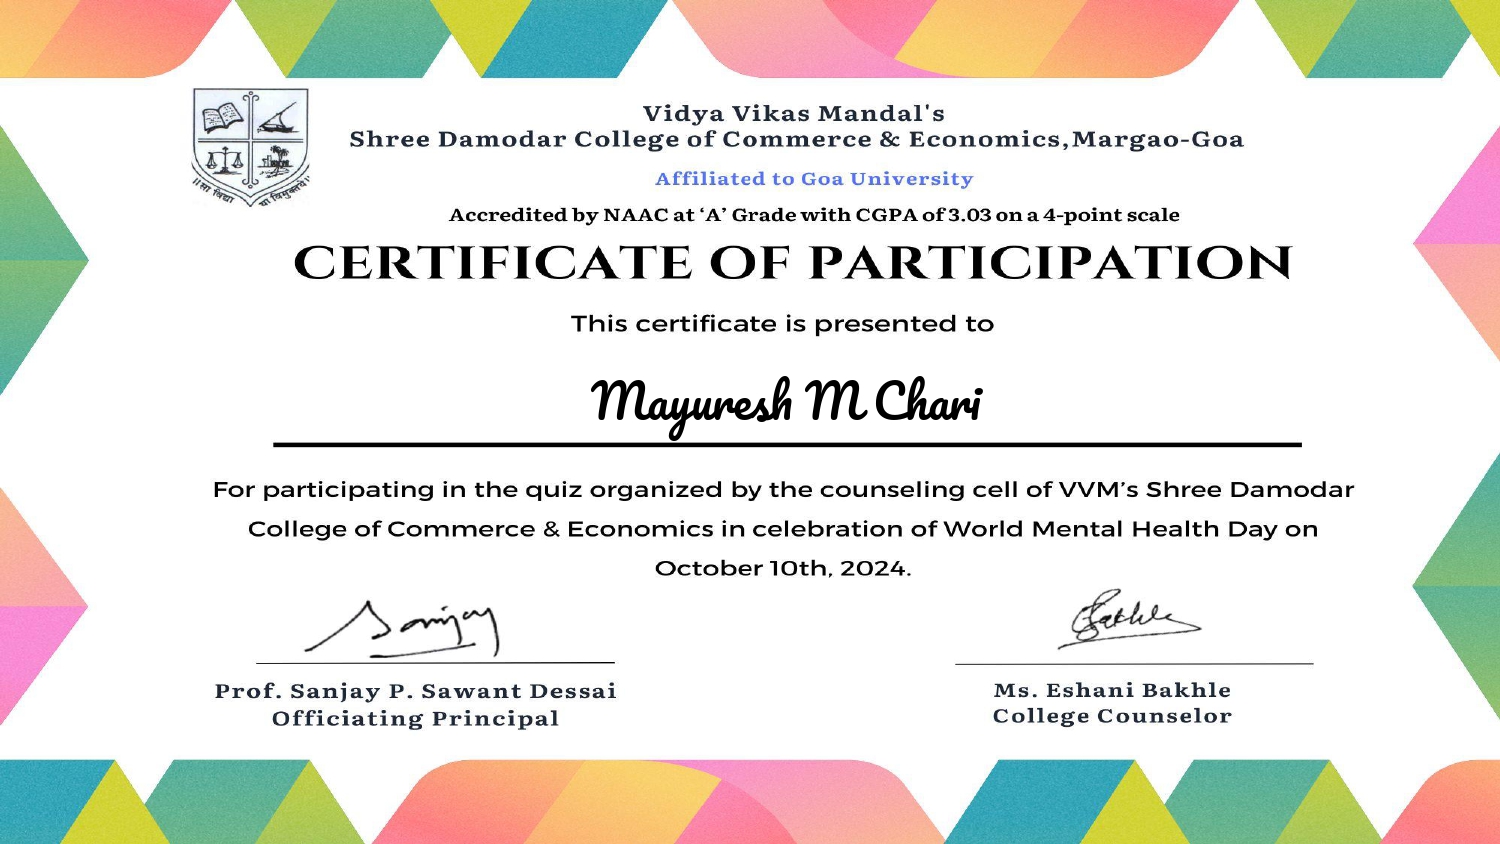 Vidya Vikas Mandal's
Shree Damodar College of Commerce & Economics,Margao-Goa
Affiliated to Goa University
Accredited by NAAC at ‘A’ Grade with CGPA of 3.03 on a 4-point scale
CERTIFICATE OF PARTICIPATION
This certificate is presented to
Mayuresh M Chari
For participating in the quiz organized by the counseling cell of VVM’s Shree Damodar
College of Commerce & Economics in celebration of World Mental Health Day on
October 10th, 2024.
Sanjay
Bakhle
Prof. Sanjay P. Sawant Dessai
Officiating Principal
Ms. Eshani Bakhle
College Counselor
सा विद्या या विमुक्तये